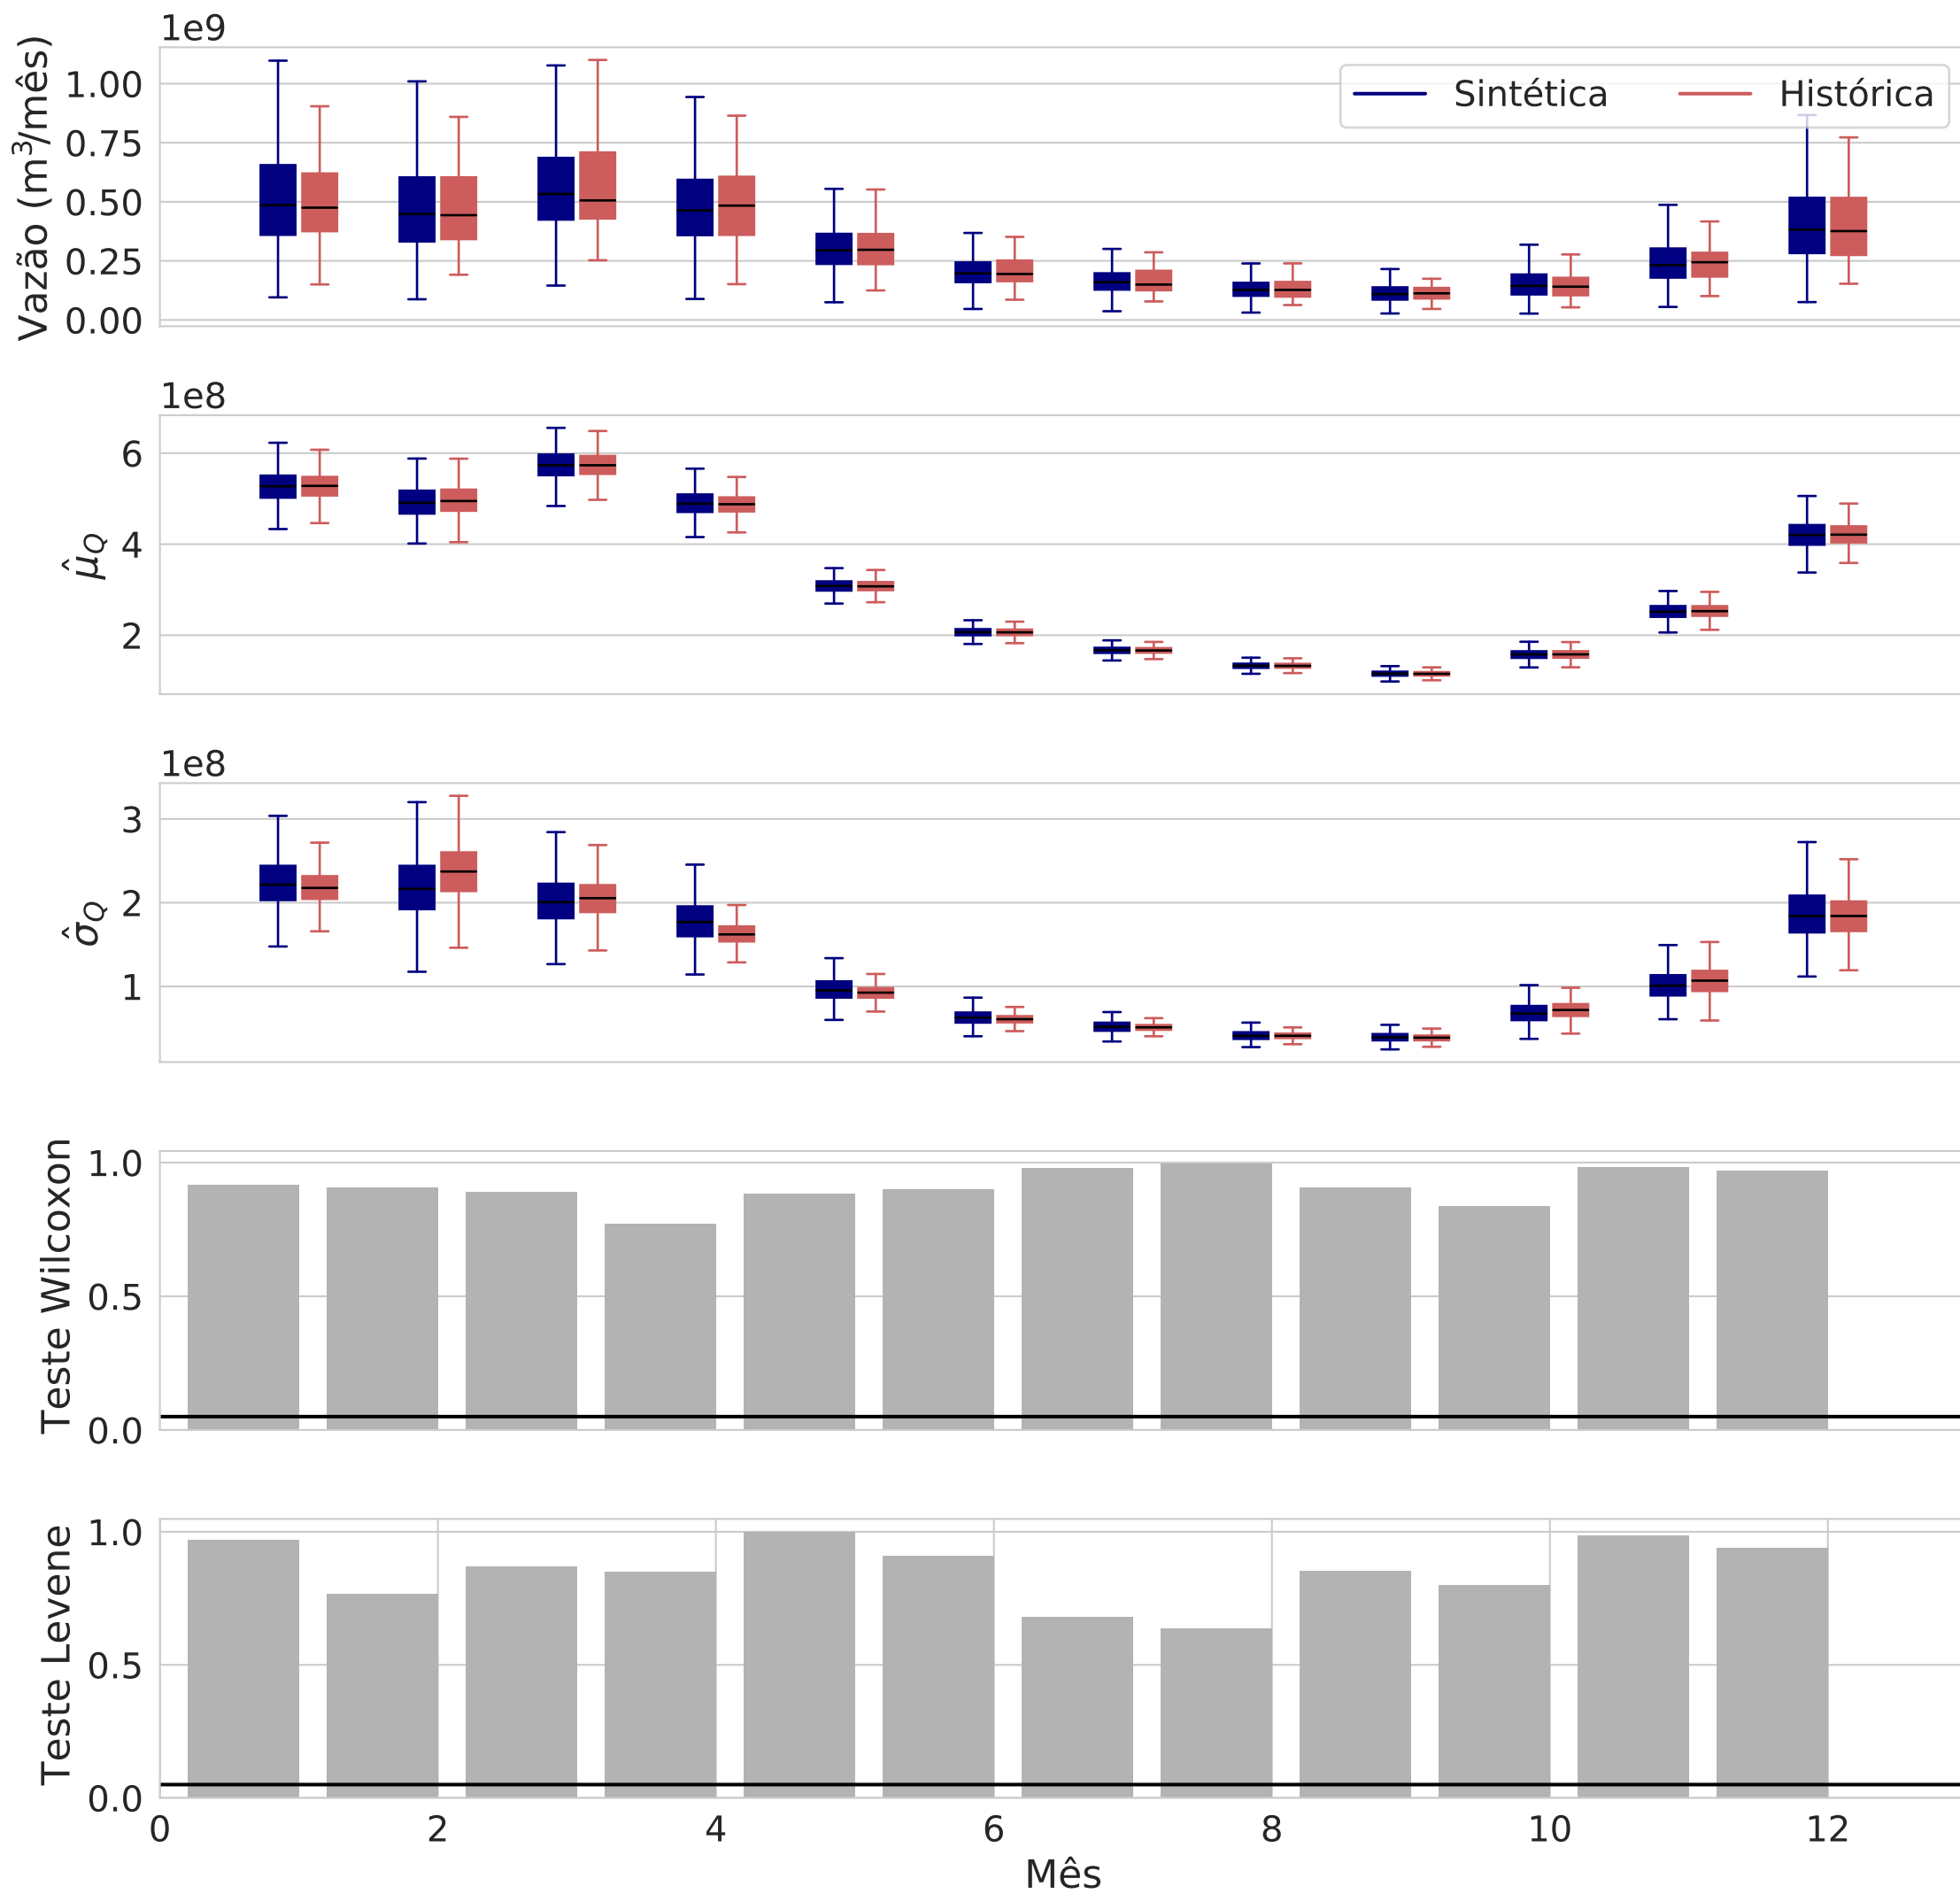 1e9
Vazão (m³/mês)
1.00
0.75
0.50
0.25
0.00
Sintética Histórica
1e8
μ̂_Q
6
4
2
1e8
σ̂_Q
3
2
1
Teste Wilcoxon
1.0
0.5
0.0
Teste Levene
1.0
0.5
0.0
0 2 4 6 8 10 12
Mês